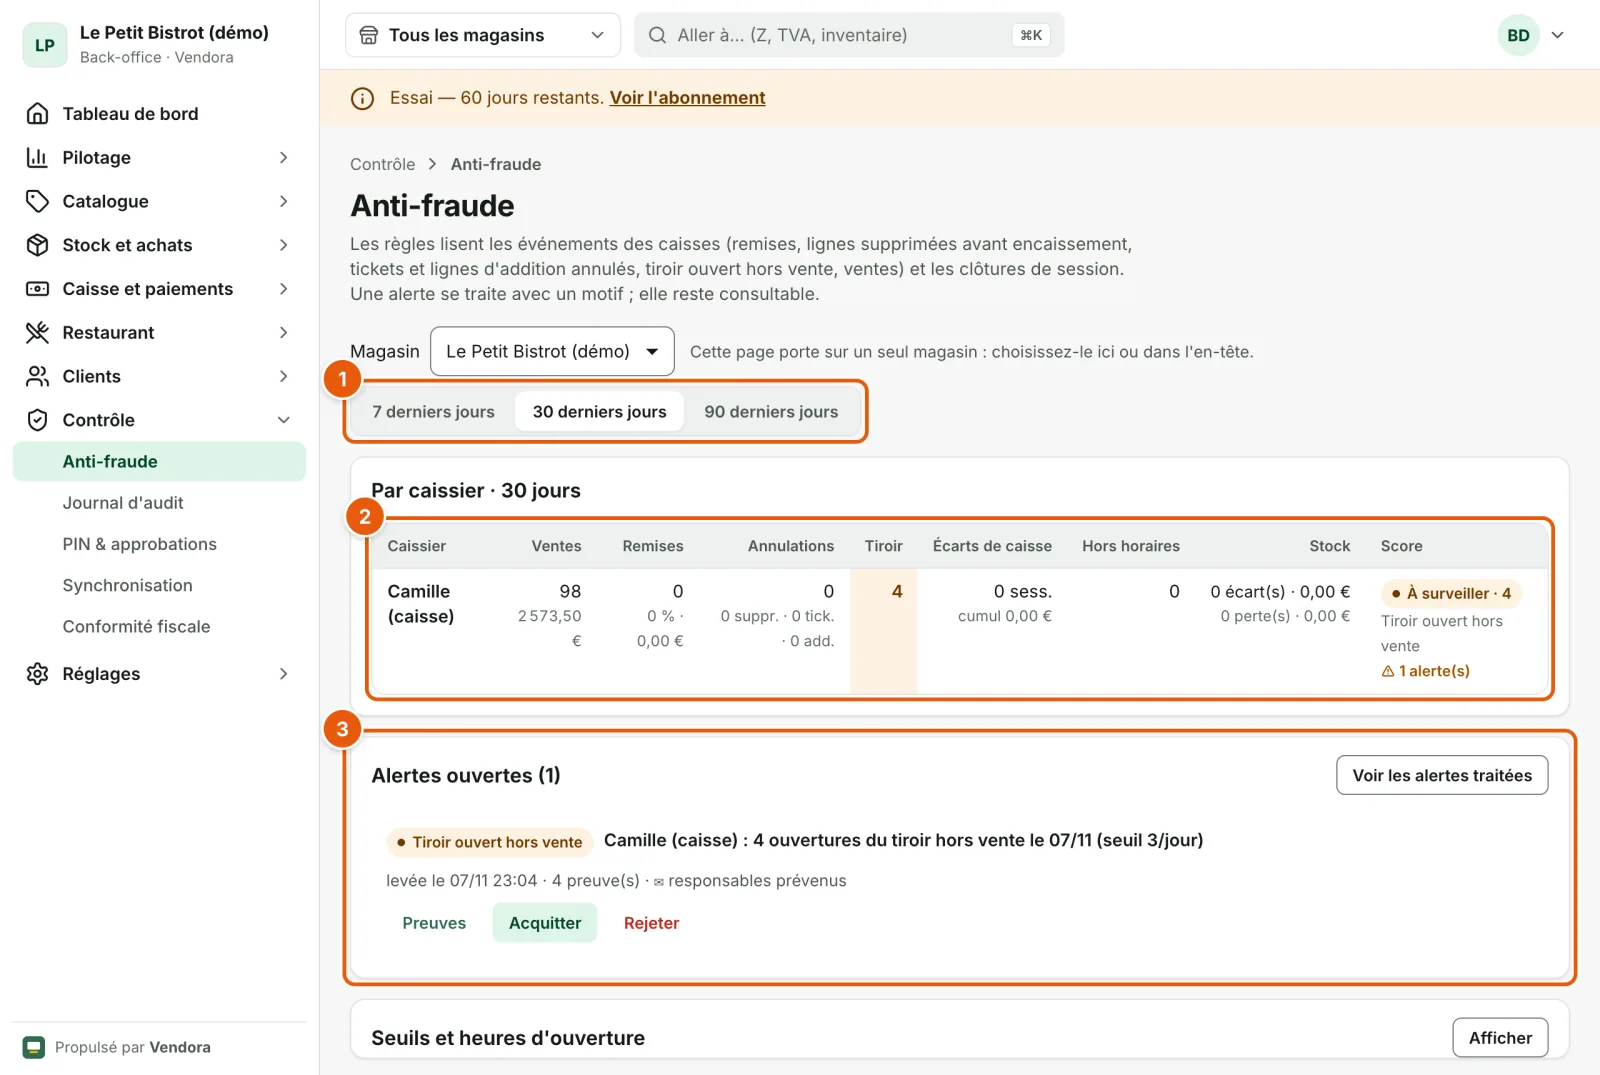 LP
Le Petit Bistrot (démo)
Back-office · Vendora
Tableau de bord
Pilotage
Catalogue
Stock et achats
Caisse et paiements
Restaurant
Clients
Contrôle
Anti-fraude
Journal d'audit
PIN & approbations
Synchronisation
Conformité fiscale
Réglages
Propulsé par Vendora
Tous les magasins
Aller à... (Z, TVA, inventaire)
⌘K
BD
Essai — 60 jours restants. Voir l'abonnement
Contrôle > Anti-fraude
Anti-fraude
Les règles lisent les événements des caisses (remises, lignes supprimées avant encaissement,
tickets et lignes d'addition annulés, tiroir ouvert hors vente, ventes) et les clôtures de session.
Une alerte se traite avec un motif ; elle reste consultable.
Magasin Le Petit Bistrot (démo) Cette page porte sur un seul magasin : choisissez-le ici ou dans l'en-tête.
1
7 derniers jours 30 derniers jours 90 derniers jours
Par caissier · 30 jours
2
Caissier Ventes Remises Annulations Tiroir Écarts de caisse Hors horaires Stock Score
Camille 98 0 0 4 0 sess. 0 0 écart(s) · 0,00 € À surveiller · 4
(caisse) 2 573,50 0 % · 0 suppr. · 0 tick. cumul 0,00 € 0 perte(s) · 0,00 € Tiroir ouvert hors
€ 0,00 € · 0 add. vente
1 alerte(s)
3
Alertes ouvertes (1) Voir les alertes traitées
Tiroir ouvert hors vente Camille (caisse) : 4 ouvertures du tiroir hors vente le 07/11 (seuil 3/jour)
levée le 07/11 23:04 · 4 preuve(s) · ✉ responsables prévenus
Preuves Acquitter Rejeter
Seuils et heures d'ouverture Afficher